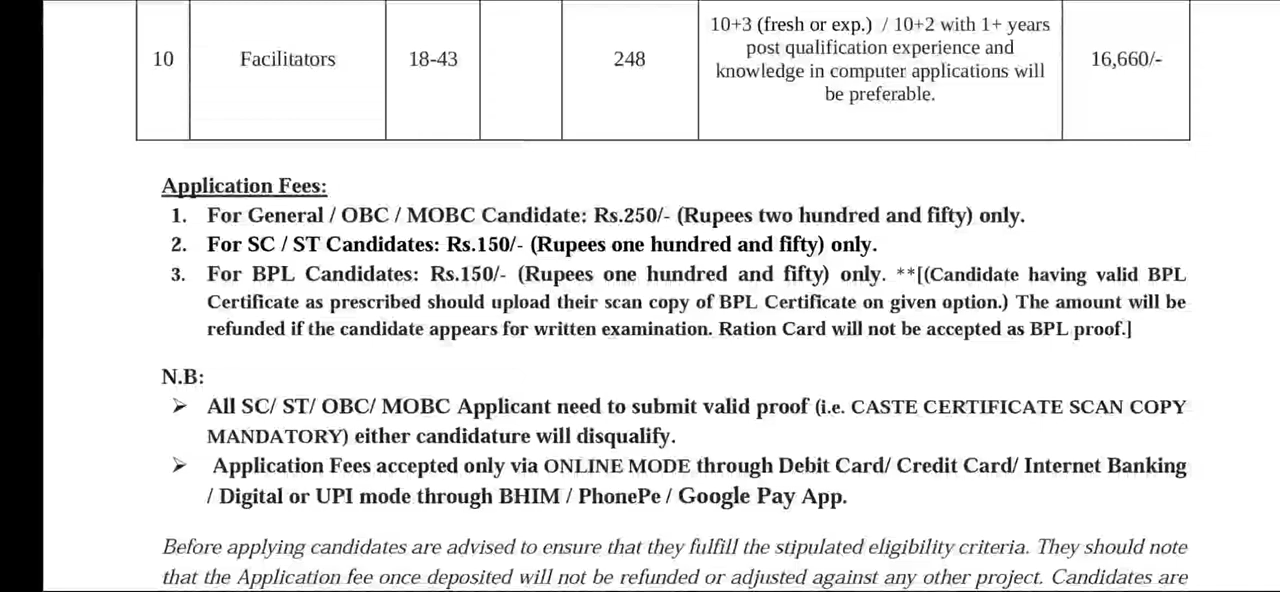 10+3 (fresh or exp.) / 10+2 with 1+ years
post qualification experience and
10 Facilitators 18-43 248 knowledge in computer applications will 16,660/-
be preferable.
Application Fees:
1. For General / OBC / MOBC Candidate: Rs.250/- (Rupees two hundred and fifty) only.
2. For SC / ST Candidates: Rs.150/- (Rupees one hundred and fifty) only.
3. For BPL Candidates: Rs.150/- (Rupees one hundred and fifty) only. **[(Candidate having valid BPL
Certificate as prescribed should upload their scan copy of BPL Certificate on given option.) The amount will be
refunded if the candidate appears for written examination. Ration Card will not be accepted as BPL proof.]
N.B:
➢ All SC/ ST/ OBC/ MOBC Applicant need to submit valid proof (i.e. CASTE CERTIFICATE SCAN COPY
MANDATORY) either candidature will disqualify.
➢ Application Fees accepted only via ONLINE MODE through Debit Card/ Credit Card/ Internet Banking
/ Digital or UPI mode through BHIM / PhonePe / Google Pay App.
Before applying candidates are advised to ensure that they fulfill the stipulated eligibility criteria. They should note
that the Application fee once deposited will not be refunded or adjusted against any other project. Candidates are